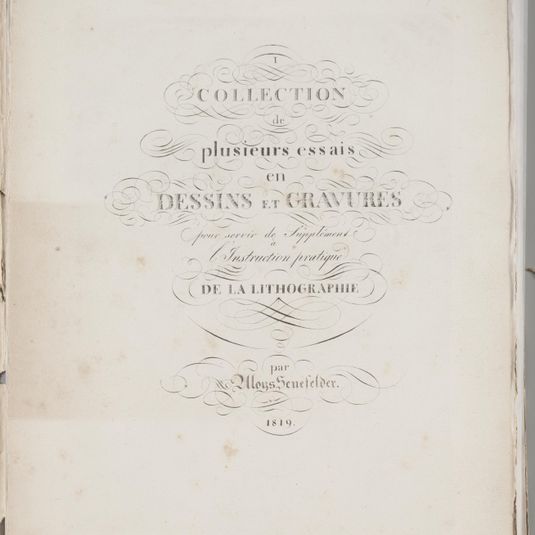 I
COLLECTION
de
plusieurs essais
en
DESSINS ET GRAVURES
pour servir de Supplement
a
l'Instruction pratique
DE LA LITHOGRAPHIE
par
Aloys Senefelder.
1819.